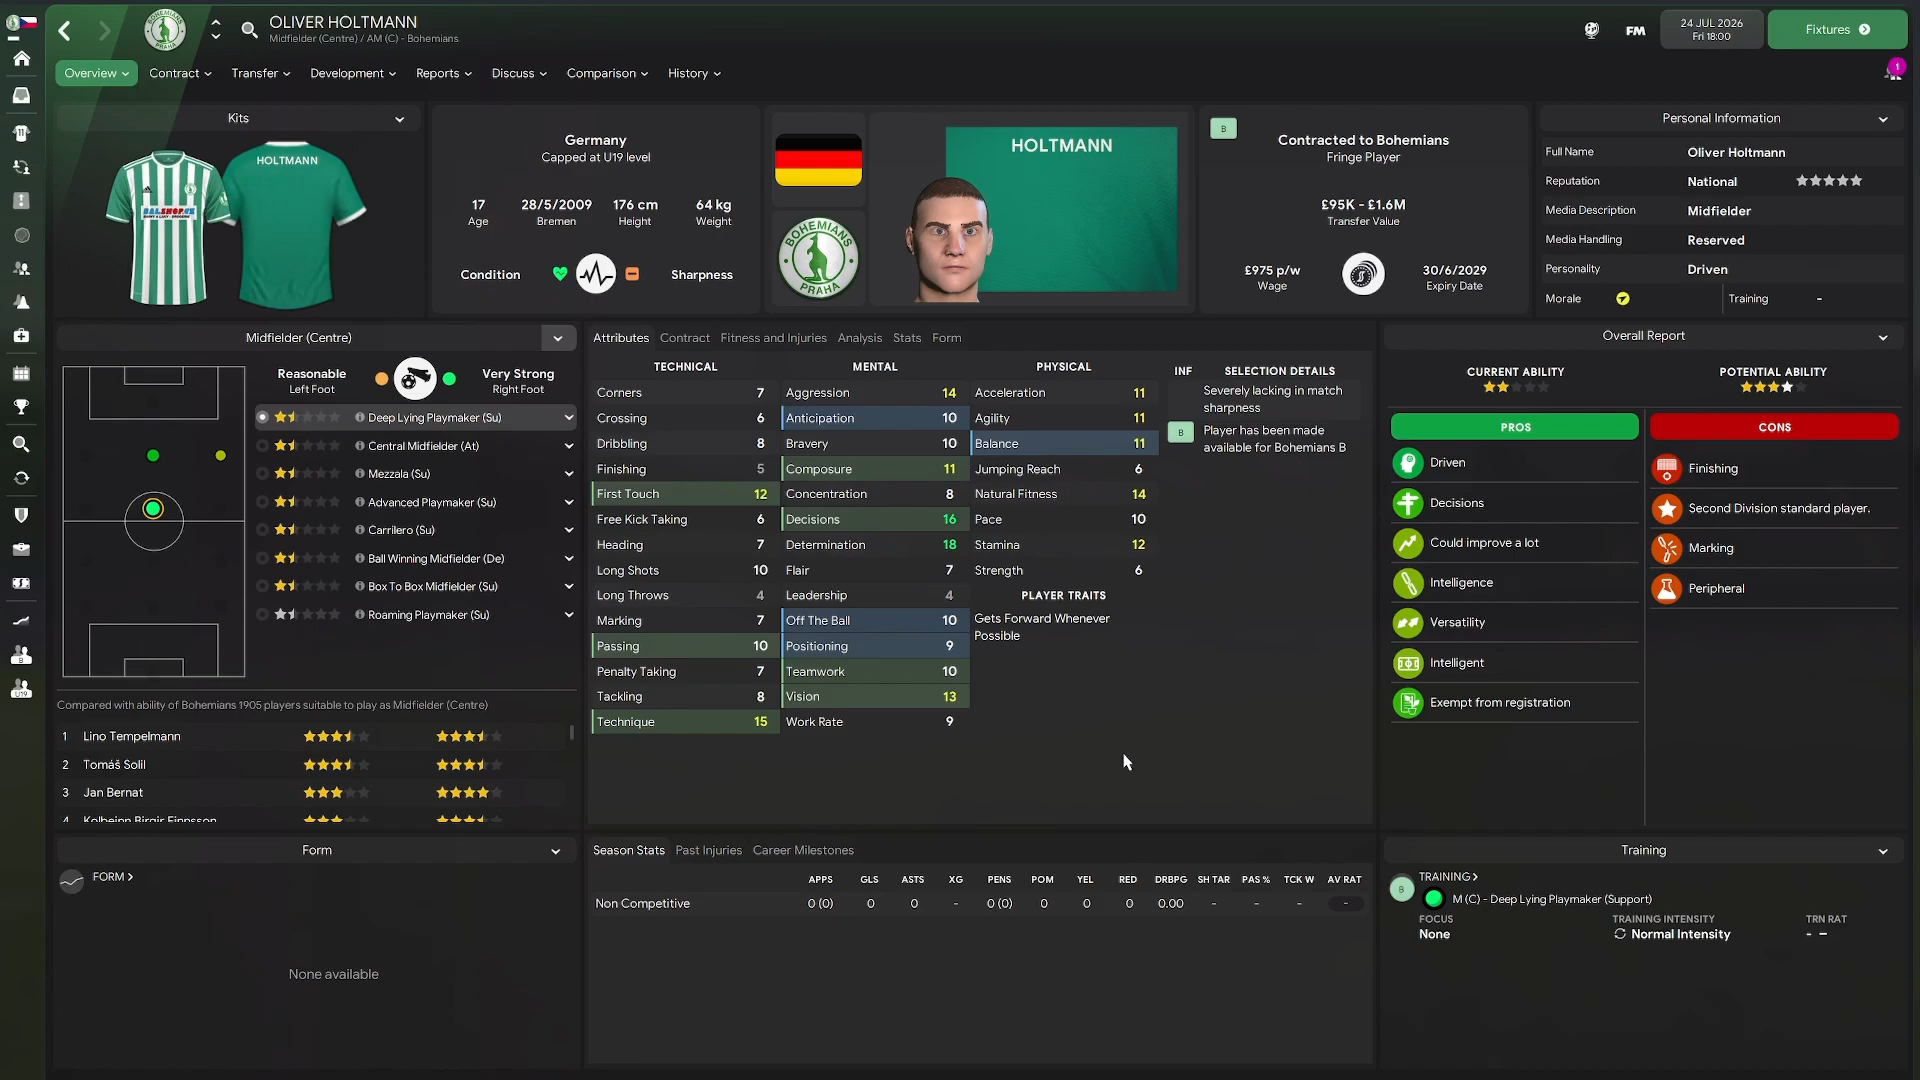 OLIVER HOLTMANN
Midfielder (Centre) / AM (C) - Bohemians
FM
24 JUL 2026
Fri 18:00
Fixtures
1
Overview
Contract
Transfer
Development
Reports
Discuss
Comparison
History
Kits
HOLTMANN
Germany
Capped at U19 level
17
28/5/2009
176 cm
64 kg
Age
Bremen
Height
Weight
Condition
Sharpness
BOHEMIANS
PRAHA
HOLTMANN
B
Contracted to Bohemians
Fringe Player
£95K - £1.6M
Transfer Value
£975 p/w
30/6/2029
Wage
Expiry Date
Personal Information
Full Name Oliver Holtmann
Reputation National
Media Description Midfielder
Media Handling Reserved
Personality Driven
Morale
Training -
Midfielder (Centre)
Reasonable
Left Foot
Very Strong
Right Foot
Deep Lying Playmaker (Su)
Central Midfielder (At)
Mezzala (Su)
Advanced Playmaker (Su)
Carrilero (Su)
Ball Winning Midfielder (De)
Box To Box Midfielder (Su)
Roaming Playmaker (Su)
Compared with ability of Bohemians 1905 players suitable to play as Midfielder (Centre)
1 Lino Tempelmann
2 Tomáš Solil
3 Jan Bernat
4 Kolbeinn Birgir Finnsson
Attributes
Contract
Fitness and Injuries
Analysis
Stats
Form
TECHNICAL
Corners 7
Crossing 6
Dribbling 8
Finishing 5
First Touch 12
Free Kick Taking 6
Heading 7
Long Shots 10
Long Throws 4
Marking 7
Passing 10
Penalty Taking 7
Tackling 8
Technique 15
MENTAL
Aggression 14
Anticipation 10
Bravery 10
Composure 11
Concentration 8
Decisions 16
Determination 18
Flair 7
Leadership 4
Off The Ball 10
Positioning 9
Teamwork 10
Vision 13
Work Rate 9
PHYSICAL
Acceleration 11
Agility 11
Balance 11
Jumping Reach 6
Natural Fitness 14
Pace 10
Stamina 12
Strength 6
PLAYER TRAITS
Gets Forward Whenever
Possible
INF SELECTION DETAILS
Severely lacking in match
sharpness
B
Player has been made
available for Bohemians B
Overall Report
CURRENT ABILITY
POTENTIAL ABILITY
PROS
Driven
Decisions
Could improve a lot
Intelligence
Versatility
Intelligent
Exempt from registration
CONS
Finishing
Second Division standard player.
Marking
Peripheral
Form
FORM >
None available
Season Stats
Past Injuries
Career Milestones
APPS GLS ASTS XG PENS POM YEL RED DRBPG SH TAR PAS % TCK W AV RAT
Non Competitive 0 (0) 0 0 - 0 (0) 0 0 0 0.00 - - - -
Training
B
TRAINING >
M (C) - Deep Lying Playmaker (Support)
FOCUS
None
TRAINING INTENSITY
Normal Intensity
TRN RAT
- -